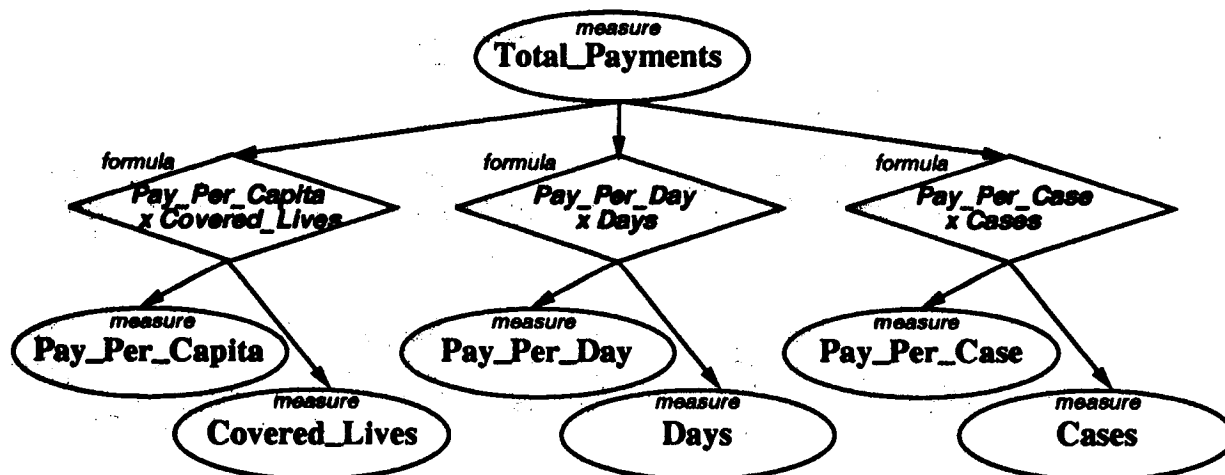 measure
Total_Payments
formula
Pay_Per_Capita
x Covered_Lives
formula
Pay_Per_Day
x Days
formula
Pay_Per_Case
x Cases
measure
Pay_Per_Capita
measure
Pay_Per_Day
measure
Pay_Per_Case
measure
Covered_Lives
measure
Days
measure
Cases